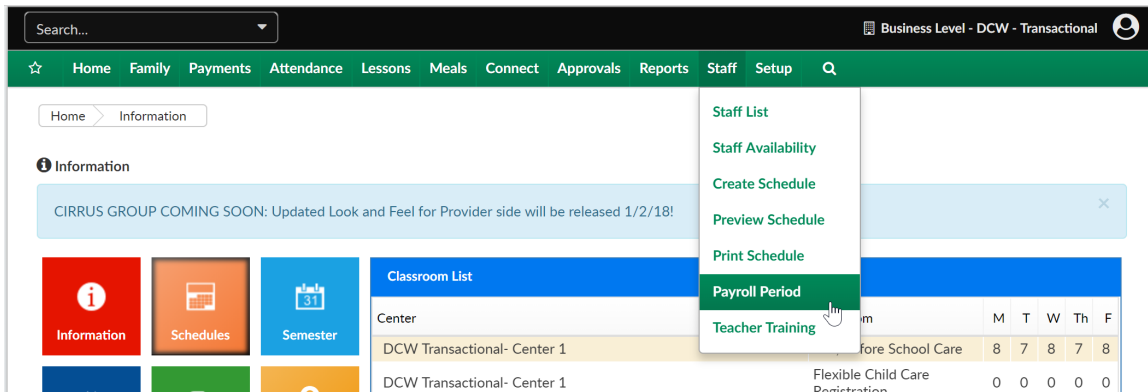 Search...
Business Level - DCW - Transactional
Home Family Payments Attendance Lessons Meals Connect Approvals Reports Staff Setup
Home Information
Information
CIRRUS GROUP COMING SOON: Updated Look and Feel for Provider side will be released 1/2/18!
×
Staff List
Staff Availability
Create Schedule
Preview Schedule
Print Schedule
Payroll Period
Teacher Training
Information
Schedules
31
Semester
Classroom List
Center M T W Th F
DCW Transactional- Center 1 School Care 8 7 8 7 8
DCW Transactional- Center 1 Flexible Child Care
Registration 0 0 0 0 0